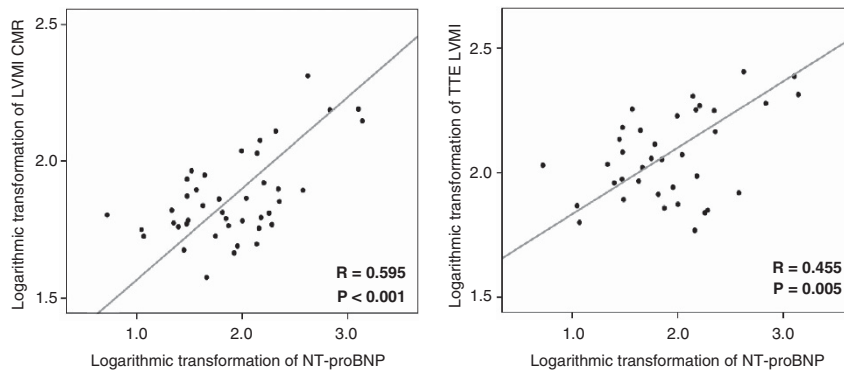 Logarithmic transformation of LVMI CMR
2.5
2.0
1.5
R = 0.595
P < 0.001
1.0
2.0
3.0
Logarithmic transformation of NT-proBNP
Logarithmic transformation of TTE LVMI
2.5
2.0
1.5
R = 0.455
P = 0.005
1.0
2.0
3.0
Logarithmic transformation of NT-proBNP